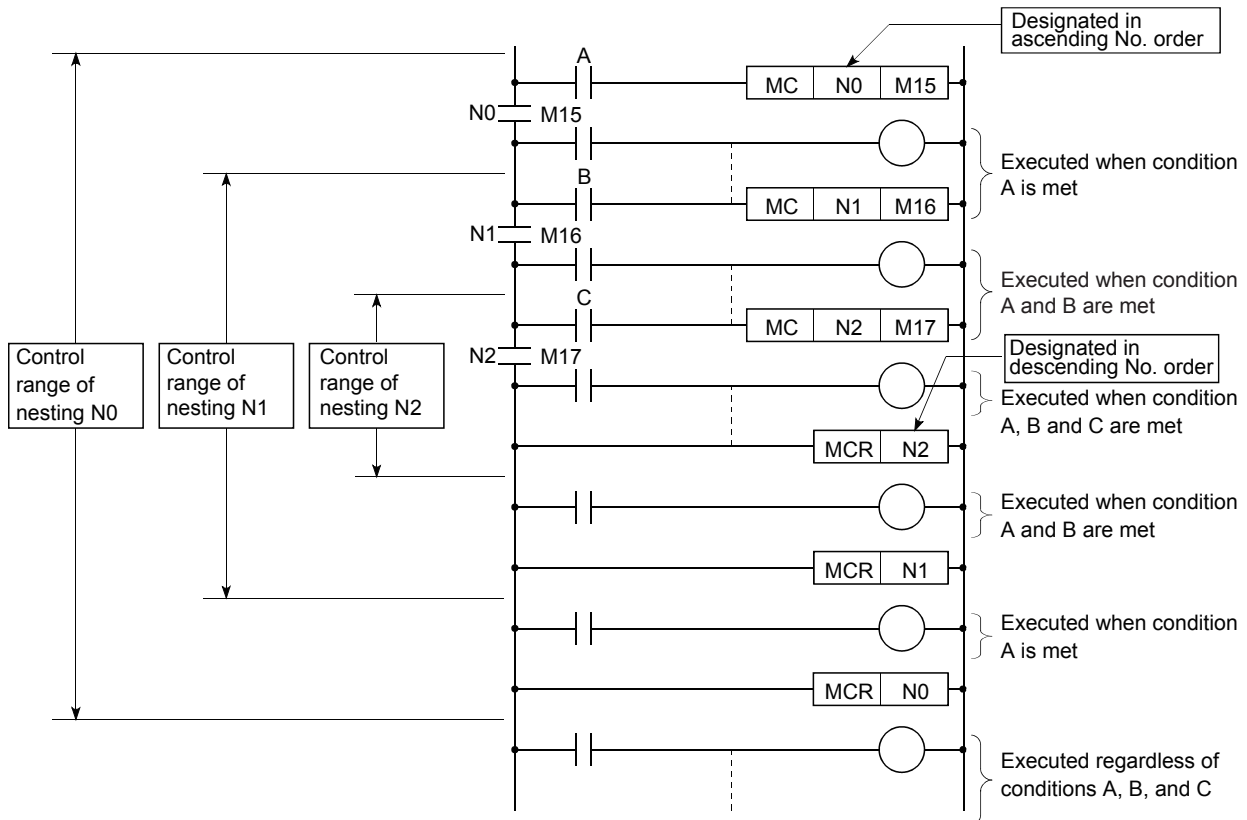 Designated in
ascending No. order
A
MC N0 M15
N0 M15
Executed when condition
A is met
B
MC N1 M16
N1 M16
Executed when condition
A and B are met
C
MC N2 M17
N2 M17
Designated in
descending No. order
Control
range of
nesting N0
Control
range of
nesting N1
Control
range of
nesting N2
Executed when condition
A, B and C are met
MCR N2
Executed when condition
A and B are met
MCR N1
Executed when condition
A is met
MCR N0
Executed regardless of
conditions A, B, and C